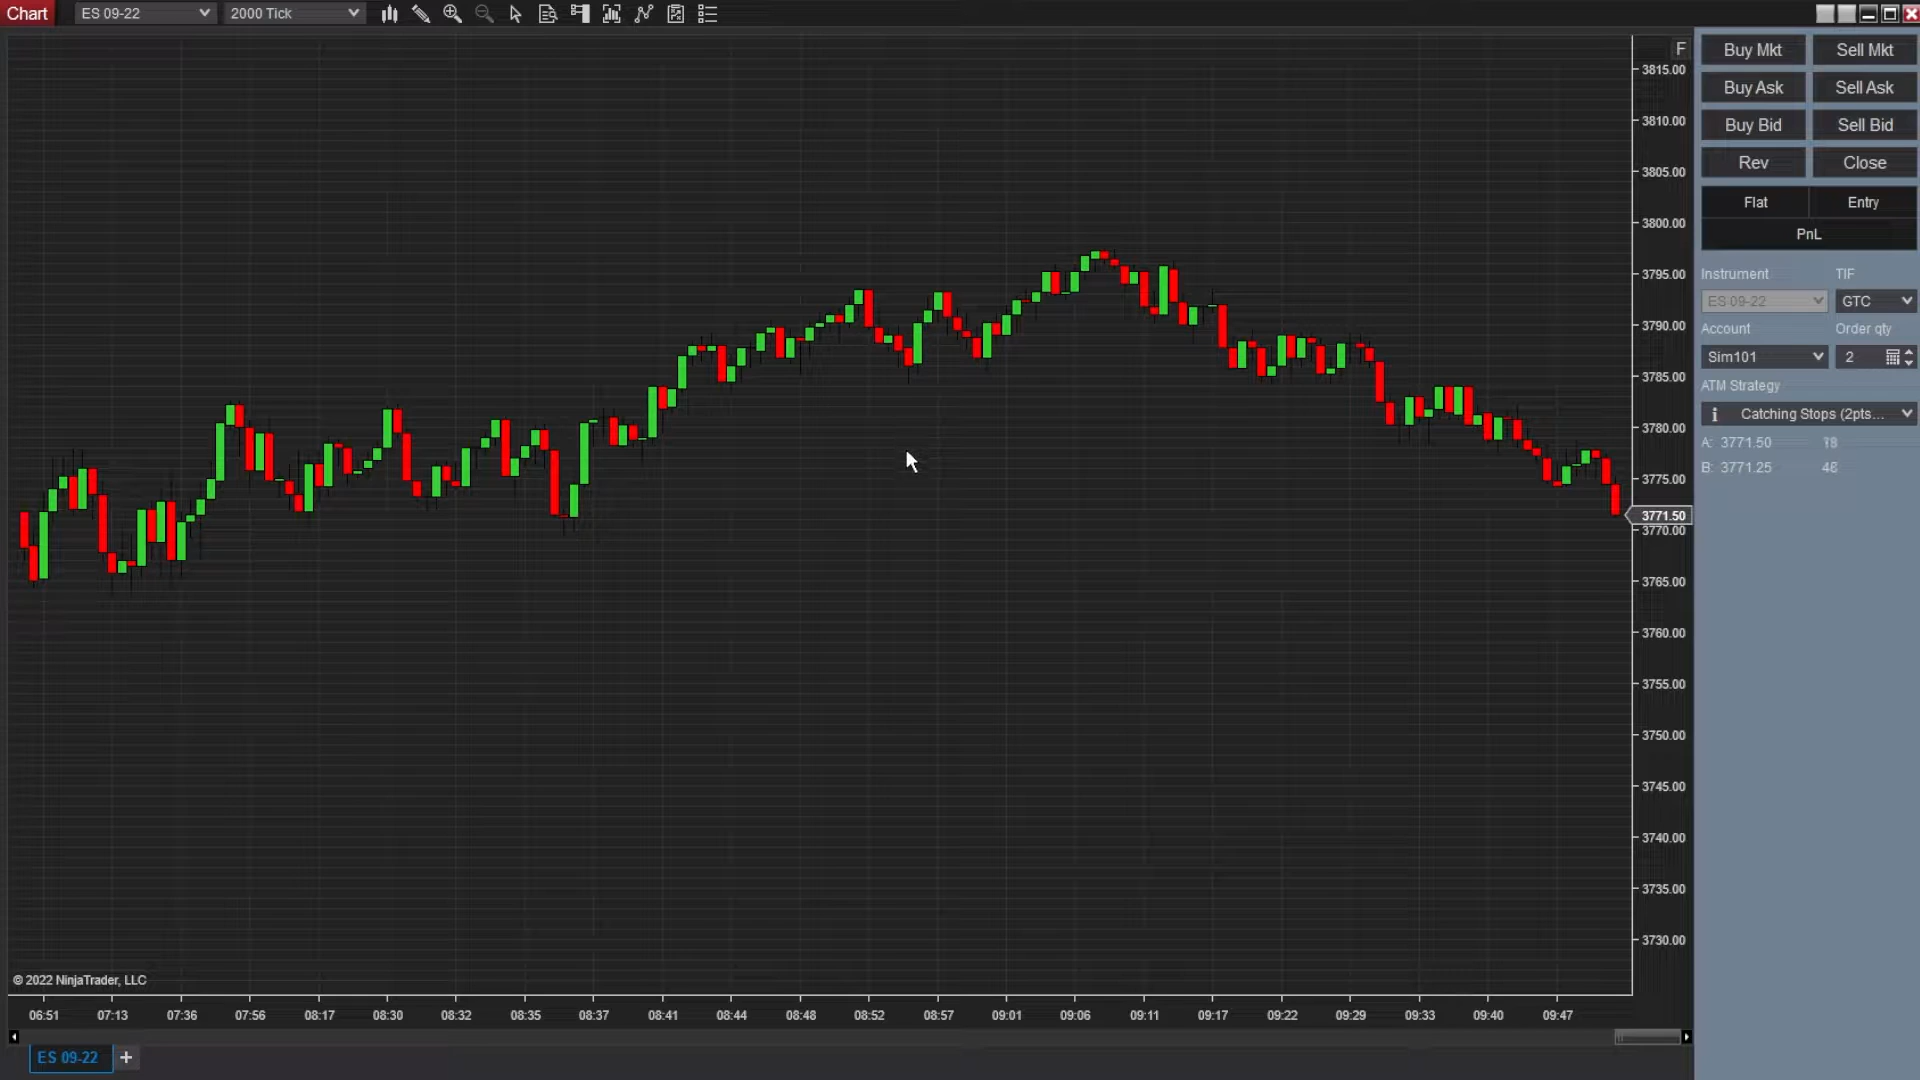 Chart
ES 09-22
2000 Tick
F
3815.00
3810.00
3805.00
3800.00
3795.00
3790.00
3785.00
3780.00
3775.00
3771.50
3770.00
3765.00
3760.00
3755.00
3750.00
3745.00
3740.00
3735.00
3730.00
Buy Mkt
Sell Mkt
Buy Ask
Sell Ask
Buy Bid
Sell Bid
Rev
Close
Flat
Entry
PnL
Instrument
TIF
ES 09-22
GTC
Account
Order qty
Sim101
2
ATM Strategy
Catching Stops (2pts...
A: 3771.50
B: 3771.25
© 2022 NinjaTrader, LLC
06:51 07:13 07:36 07:56 08:17 08:30 08:32 08:35 08:37 08:41 08:44 08:48 08:52 08:57 09:01 09:06 09:11 09:17 09:22 09:29 09:33 09:40 09:47
ES 09-22
+